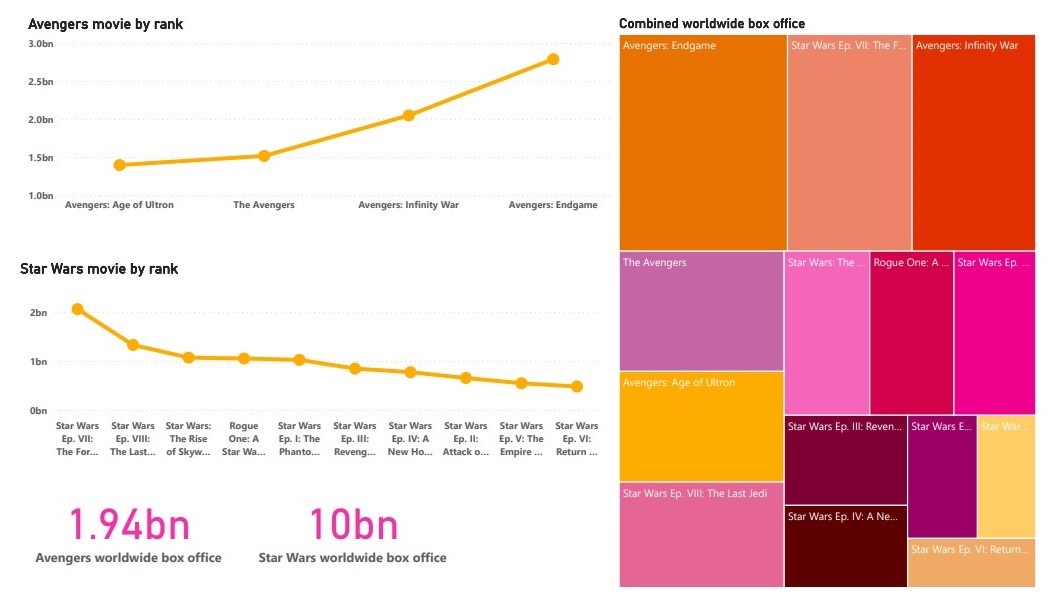 Avengers movie by rank
3.0bn
2.5bn
2.0bn
1.5bn
1.0bn
Avengers: Age of Ultron
The Avengers
Avengers: Infinity War
Avengers: Endgame
Star Wars movie by rank
2bn
1bn
0bn
Star Wars
Ep. VII:
The For...
Star Wars
Ep. VIII:
The Last...
Star Wars:
The Rise
of Skyw...
Rogue
One: A
Star Wa...
Star Wars
Ep. I: The
Phanto...
Star Wars
Ep. III:
Reveng...
Star Wars
Ep. IV: A
New Ho...
Star Wars
Ep. II:
Attack o...
Star Wars
Ep. V: The
Empire ...
Star Wars
Ep. VI:
Return ...
1.94bn
Avengers worldwide box office
10bn
Star Wars worldwide box office
Combined worldwide box office
Avengers: Endgame
Star Wars Ep. VII: The F...
Avengers: Infinity War
The Avengers
Star Wars: The ...
Rogue One: A ...
Star Wars Ep. ...
Avengers: Age of Ultron
Star Wars Ep. VIII: The Last Jedi
Star Wars Ep. III: Reven...
Star Wars E...
Star War...
Star Wars Ep. IV: A Ne...
Star Wars Ep. VI: Return...